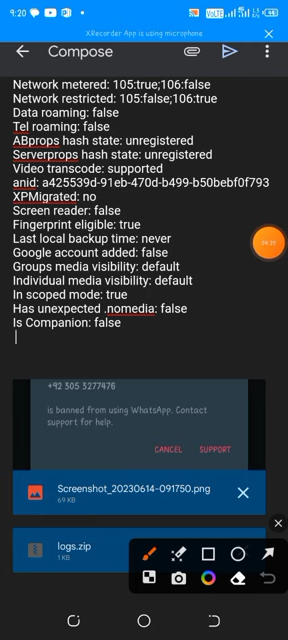 9:20
XRecorder App is using microphone
Compose
Network metered: 105:true;106:false
Network restricted: 105:false;106:true
Data roaming: false
Tel roaming: false
ABprops hash state: unregistered
Serverprops hash state: unregistered
Video transcode: supported
anid: a425539d-91eb-470d-b499-b50bebf0f793
XPMigrated: no
Screen reader: false
Fingerprint eligible: true
Last local backup time: never
Google account added: false
Groups media visibility: default
Individual media visibility: default
In scoped mode: true
Has unexpected .nomedia: false
Is Companion: false
+92 305 3277476
is banned from using WhatsApp. Contact
support for help.
CANCEL SUPPORT
Screenshot_20230614-091750.png
69 KB
logs.zip
1 KB